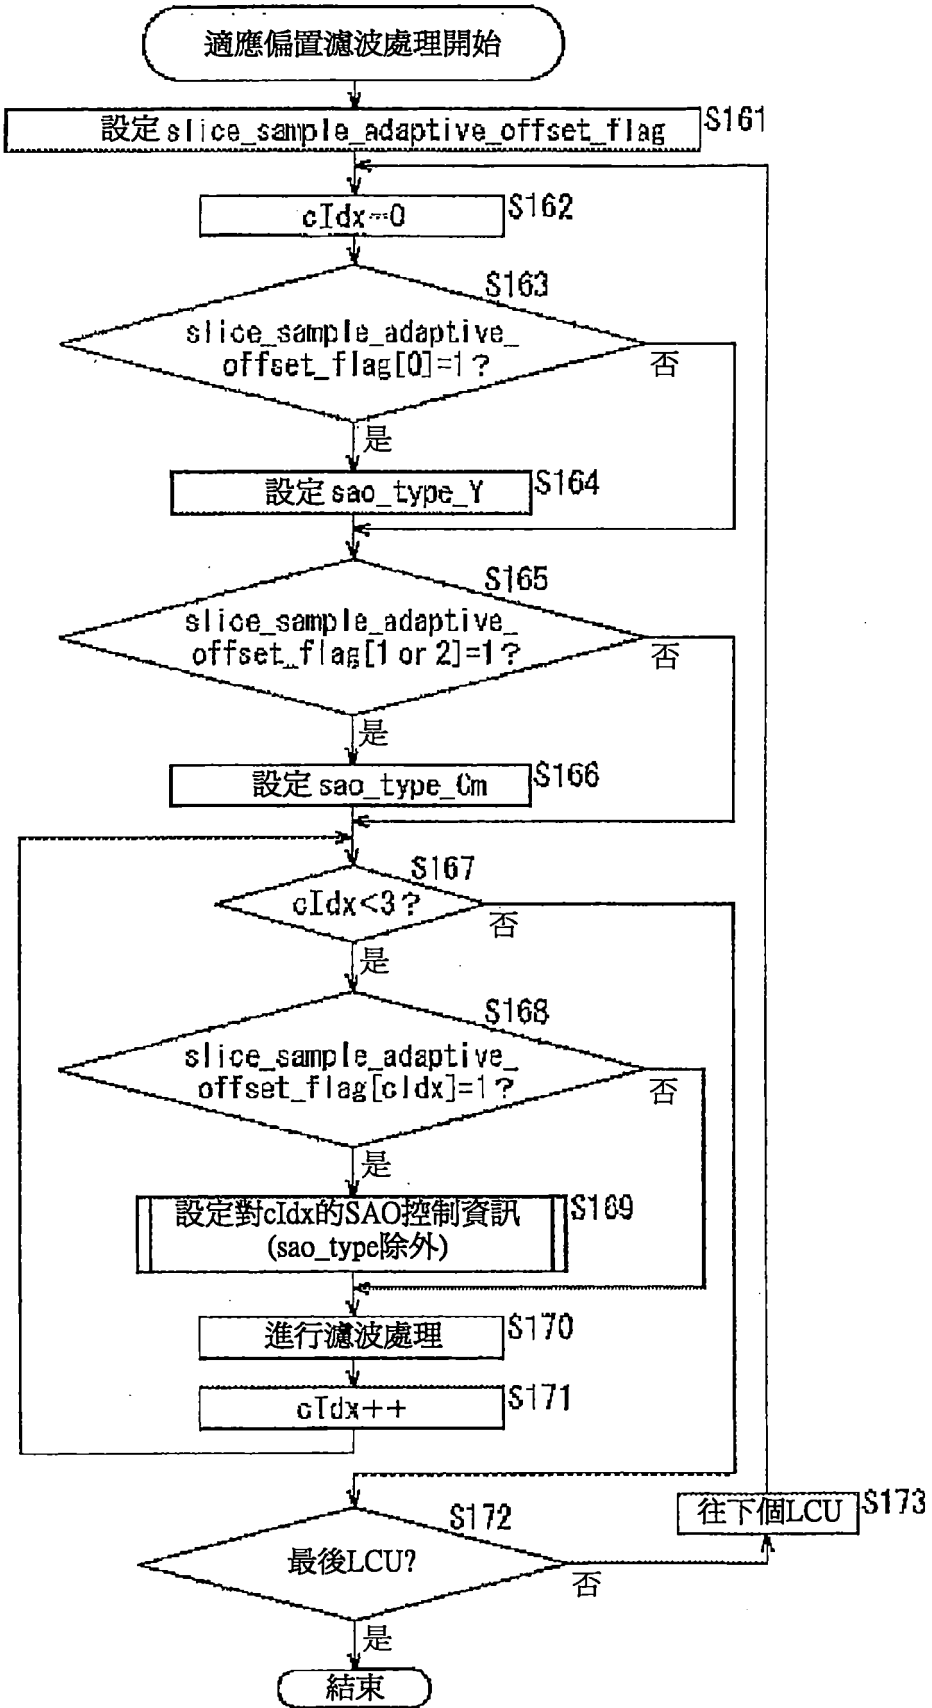 適應偏置濾波處理開始
設定 slice_sample_adaptive_offset_flag
S161
cIdx=0
S162
S163
slice_sample_adaptive_
offset_flag[0]=1?
否
是
設定 sao_type_Y
S164
S165
slice_sample_adaptive_
offset_flag[1 or 2]=1?
否
是
設定 sao_type_Cm
S166
S167
cIdx<3?
否
是
S168
slice_sample_adaptive_
offset_flag[cIdx]=1?
否
是
設定對cIdx的SAO控制資訊
(sao_type除外)
S169
進行濾波處理
S170
cIdx++
S171
S172
最後LCU?
否
往下個LCU
S173
是
結束